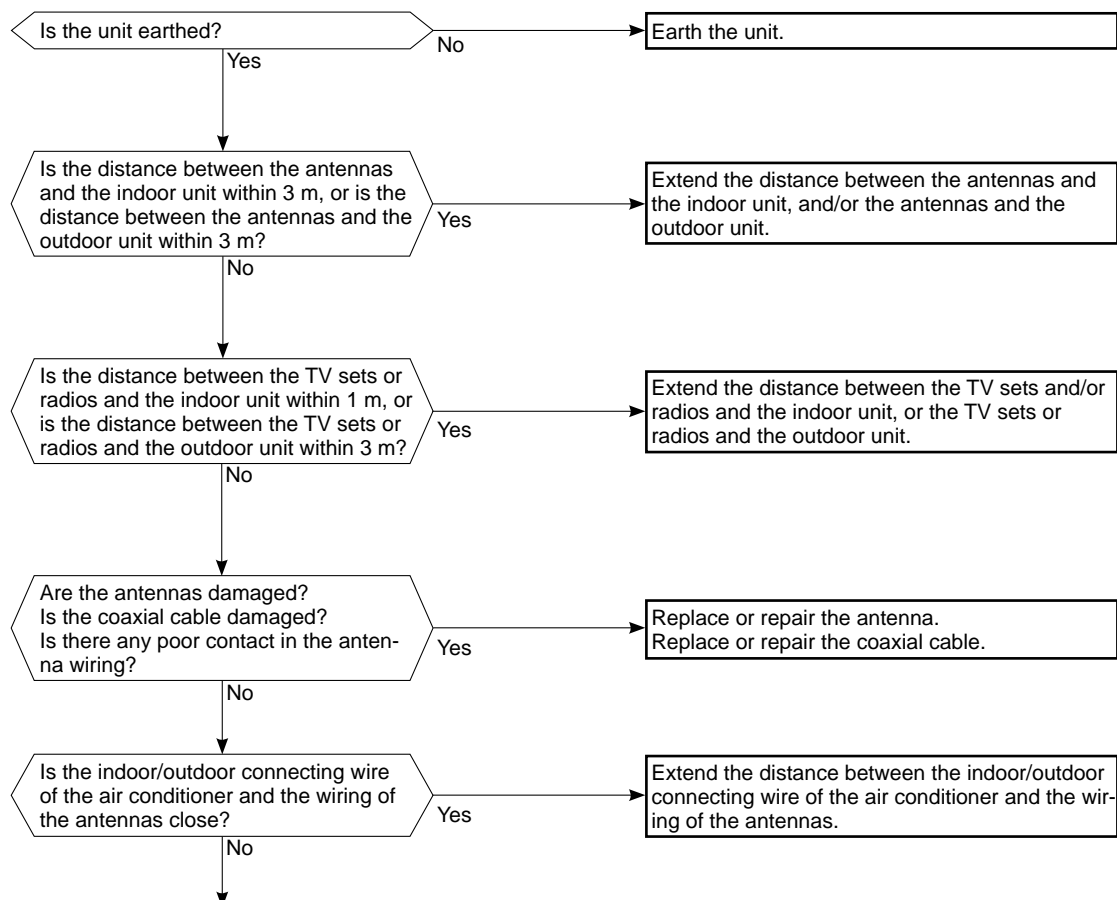 Is the unit earthed?
No
Earth the unit.
Yes
Is the distance between the antennas
and the indoor unit within 3 m, or is the
distance between the antennas and the
outdoor unit within 3 m?
Yes
Extend the distance between the antennas and
the indoor unit, and/or the antennas and the
outdoor unit.
No
Is the distance between the TV sets or
radios and the indoor unit within 1 m, or
is the distance between the TV sets or
radios and the outdoor unit within 3 m?
Yes
Extend the distance between the TV sets and/or
radios and the indoor unit, or the TV sets or
radios and the outdoor unit.
No
Are the antennas damaged?
Is the coaxial cable damaged?
Is there any poor contact in the anten-
na wiring?
Yes
Replace or repair the antenna.
Replace or repair the coaxial cable.
No
Is the indoor/outdoor connecting wire
of the air conditioner and the wiring of
the antennas close?
Yes
Extend the distance between the indoor/outdoor
connecting wire of the air conditioner and the wir-
ing of the antennas.
No